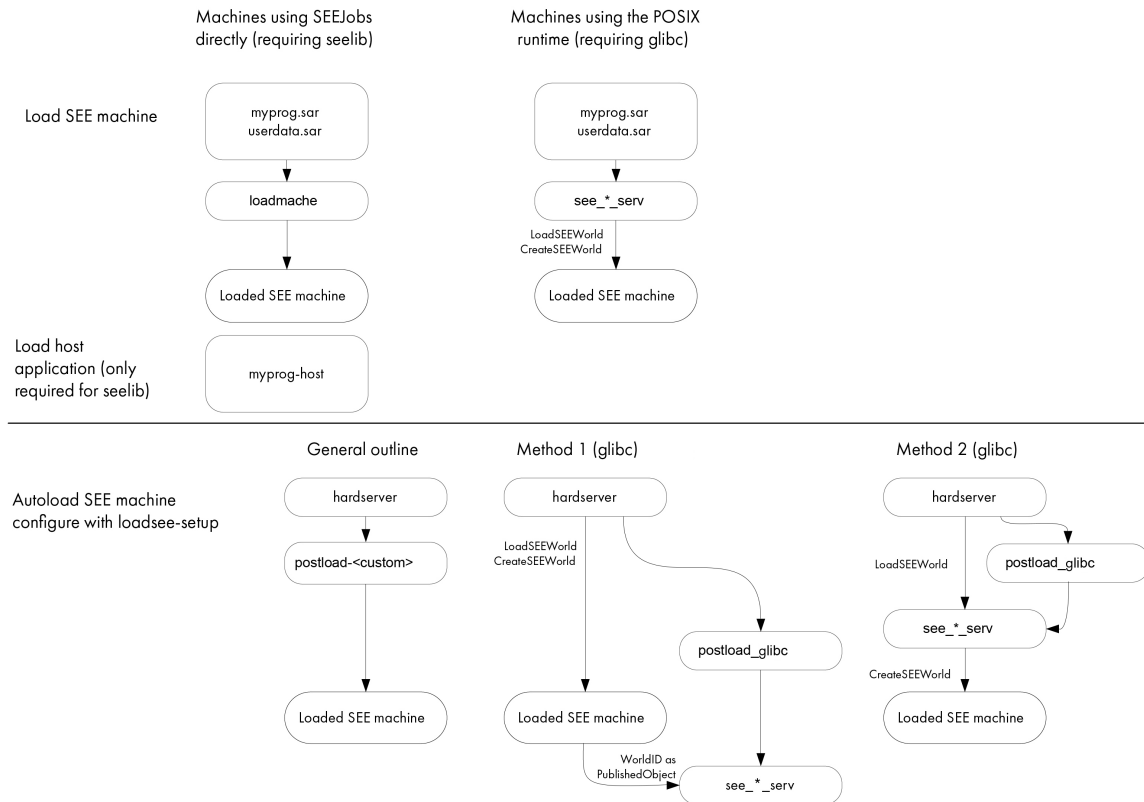 Machines using SEEJobs
directly (requiring seelib)
Machines using the POSIX
runtime (requiring glibc)
Load SEE machine
myprog.sar
userdata.sar
myprog.sar
userdata.sar
loadmache
see_*_serv
LoadSEEWorld
CreateSEEWorld
Loaded SEE machine
Loaded SEE machine
Load host
application (only
required for seelib)
myprog-host
General outline
Method 1 (glibc)
Method 2 (glibc)
Autoload SEE machine
configure with loadsee-setup
hardserver
hardserver
hardserver
postload-<custom>
LoadSEEWorld
CreateSEEWorld
LoadSEEWorld
postload_glibc
postload_glibc
see_*_serv
CreateSEEWorld
Loaded SEE machine
Loaded SEE machine
Loaded SEE machine
WorldID as
PublishedObject
see_*_serv